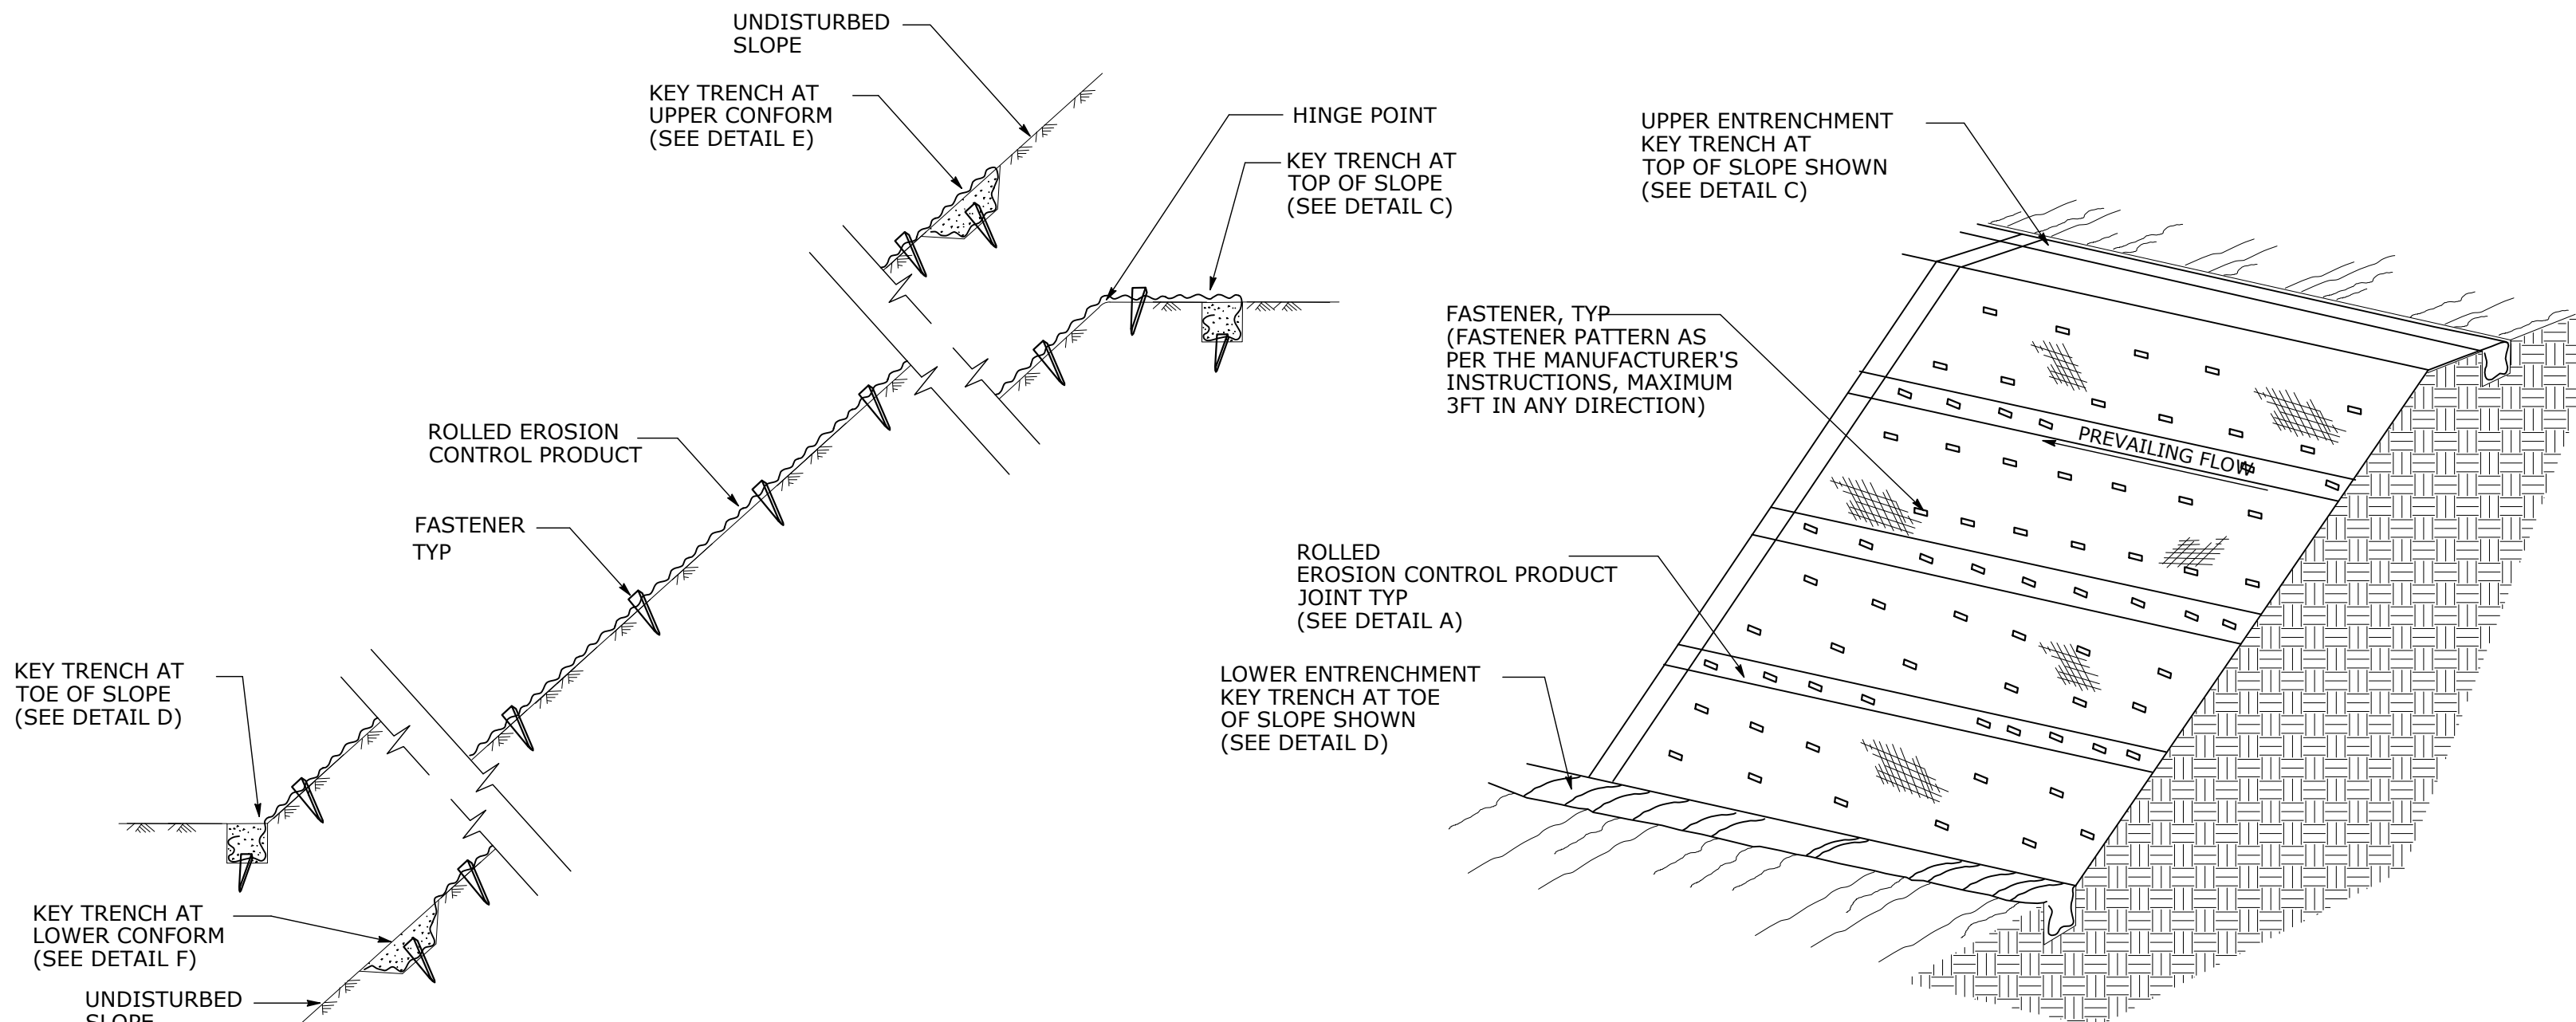 UNDISTURBED
SLOPE
KEY TRENCH AT
UPPER CONFORM
(SEE DETAIL E)
HINGE POINT
KEY TRENCH AT
TOP OF SLOPE
(SEE DETAIL C)
ROLLED EROSION
CONTROL PRODUCT
FASTENER
TYP
KEY TRENCH AT
TOE OF SLOPE
(SEE DETAIL D)
KEY TRENCH AT
LOWER CONFORM
(SEE DETAIL F)
UNDISTURBED
SLOPE
UPPER ENTRENCHMENT
KEY TRENCH AT
TOP OF SLOPE SHOWN
(SEE DETAIL C)
FASTENER, TYP
(FASTENER PATTERN AS
PER THE MANUFACTURER'S
INSTRUCTIONS, MAXIMUM
3FT IN ANY DIRECTION)
PREVAILING FLOW
ROLLED
EROSION CONTROL PRODUCT
JOINT TYP
(SEE DETAIL A)
LOWER ENTRENCHMENT
KEY TRENCH AT TOE
OF SLOPE SHOWN
(SEE DETAIL D)